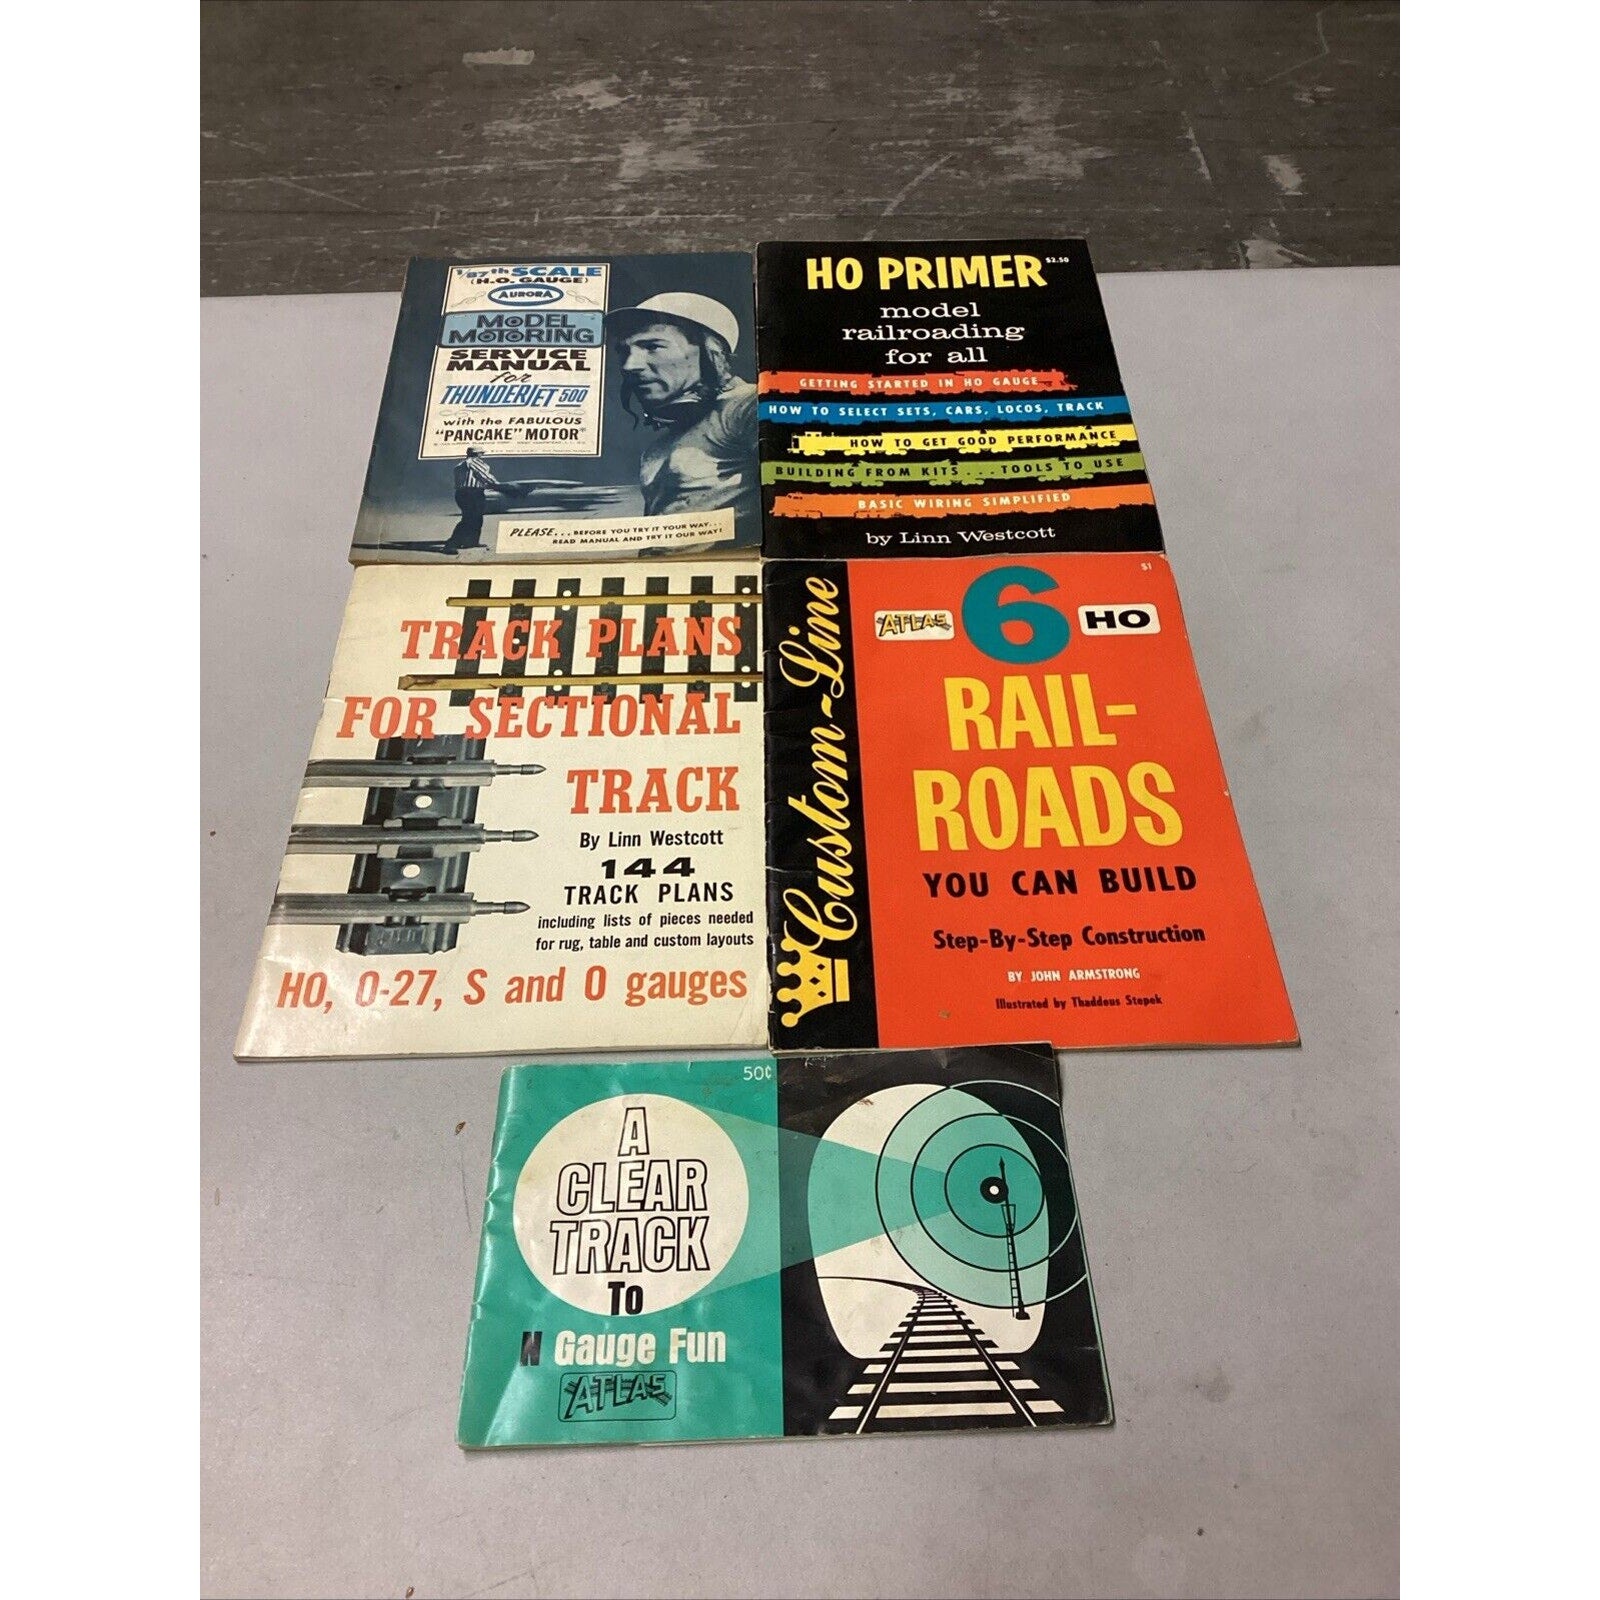 1/87th SCALE
(H.O. GAUGE)
AURORA
MODEL
MOTORING
SERVICE
MANUAL
for
THUNDERJET 500
with the FABULOUS
"PANCAKE" MOTOR
PLEASE... BEFORE YOU TRY IT YOUR WAY...
READ MANUAL AND TRY IT OUR WAY!
HO PRIMER $2.50
model
railroading
for all
GETTING STARTED IN HO GAUGE
HOW TO SELECT SETS, CARS, LOCOS, TRACK
HOW TO GET GOOD PERFORMANCE
BUILDING FROM KITS... TOOLS TO USE
BASIC WIRING SIMPLIFIED
by Linn Westcott
TRACK PLANS
FOR SECTIONAL
TRACK
By Linn Westcott
144
TRACK PLANS
including lists of pieces needed
for rug, table and custom layouts
HO, O-27, S and O gauges
Custom-Line
$1
ATLAS 6 HO
RAIL-
ROADS
YOU CAN BUILD
Step-By-Step Construction
BY JOHN ARMSTRONG
Illustrated by Thaddeus Stepek
50¢
A
CLEAR
TRACK
To
N Gauge Fun
ATLAS